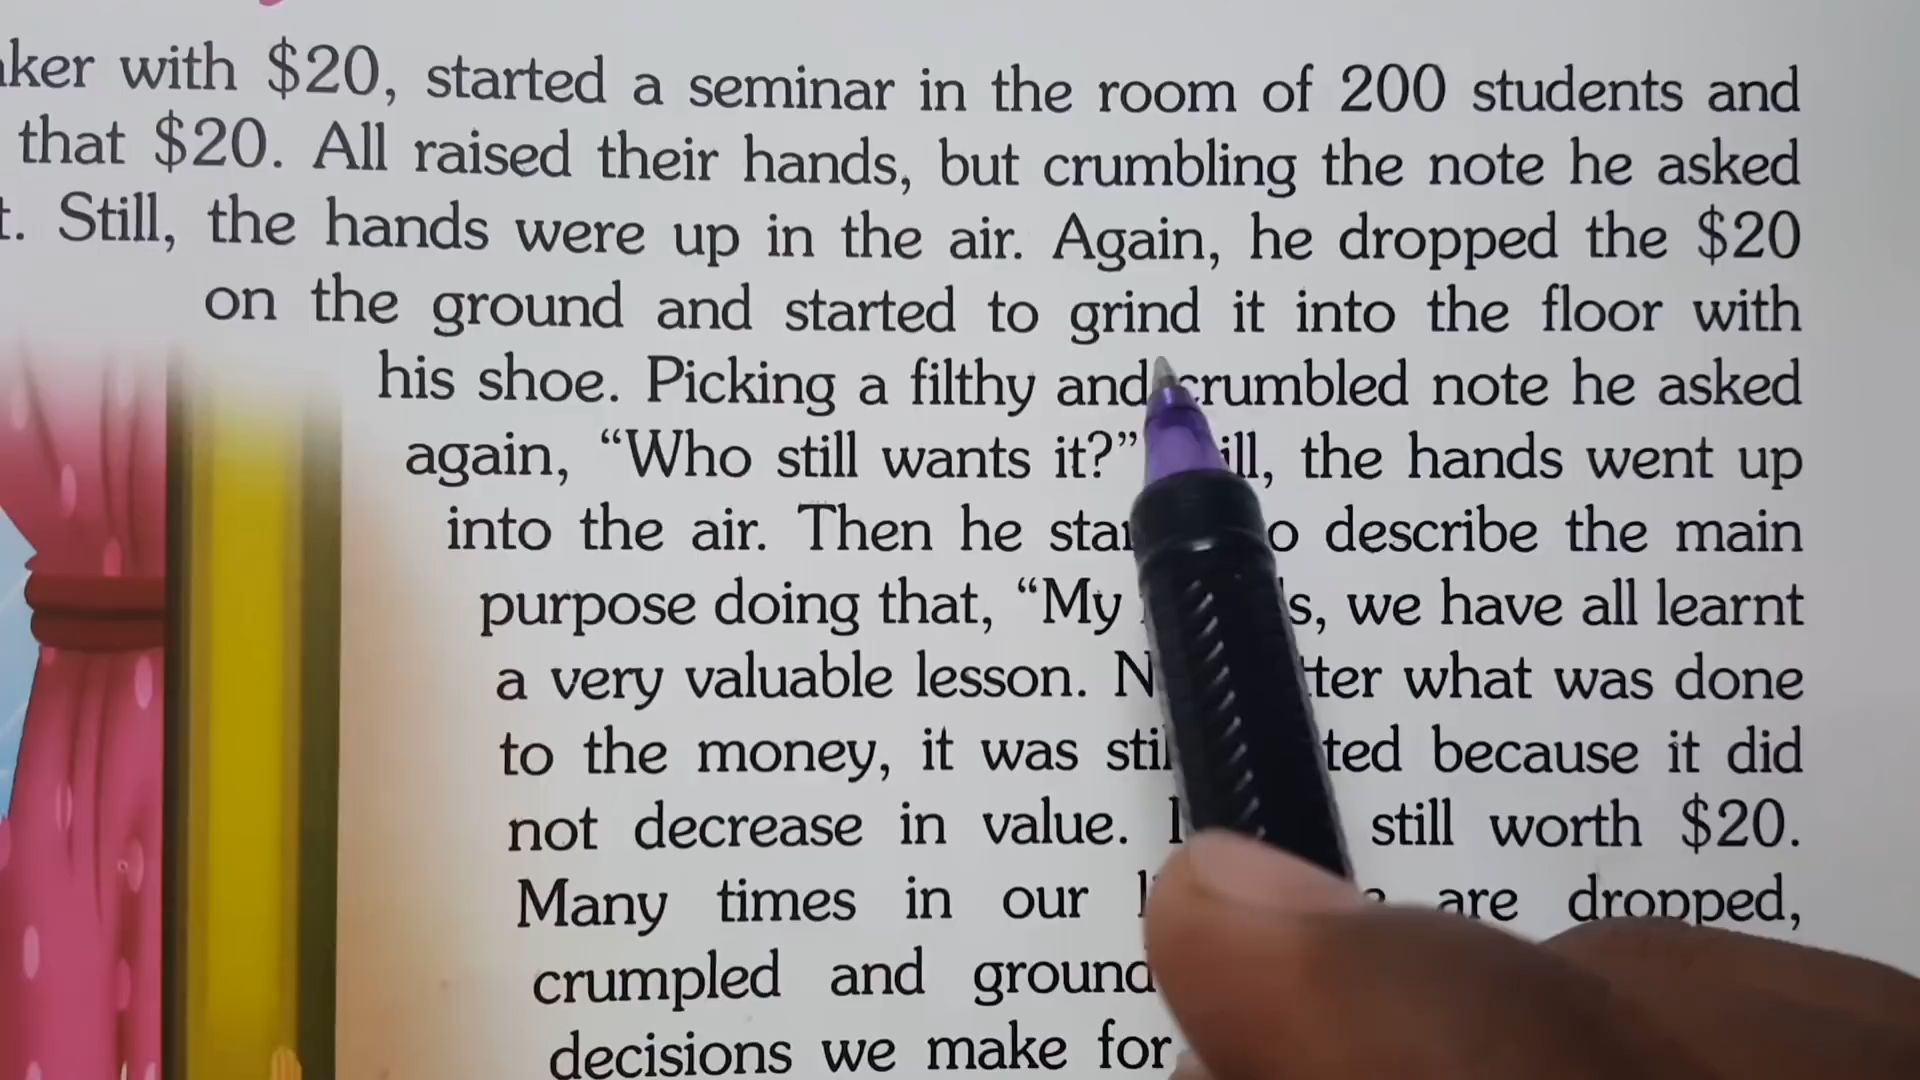 with $20, started a seminar in the room of 200 students and
that $20. All raised their hands, but crumbling the note he asked
Still, the hands were up in the air. Again, he dropped the $20
on the ground and started to grind it into the floor with
his shoe. Picking a filthy and crumbled note he asked
again, “Who still wants it?” the hands went up
into the air. Then he describe the main
purpose doing that, “My we have all learnt
a very valuable lesson. what was done
to the money, it was because it did
not decrease in value. still worth $20.
Many times in our are dropped,
crumpled and ground
decisions we make for